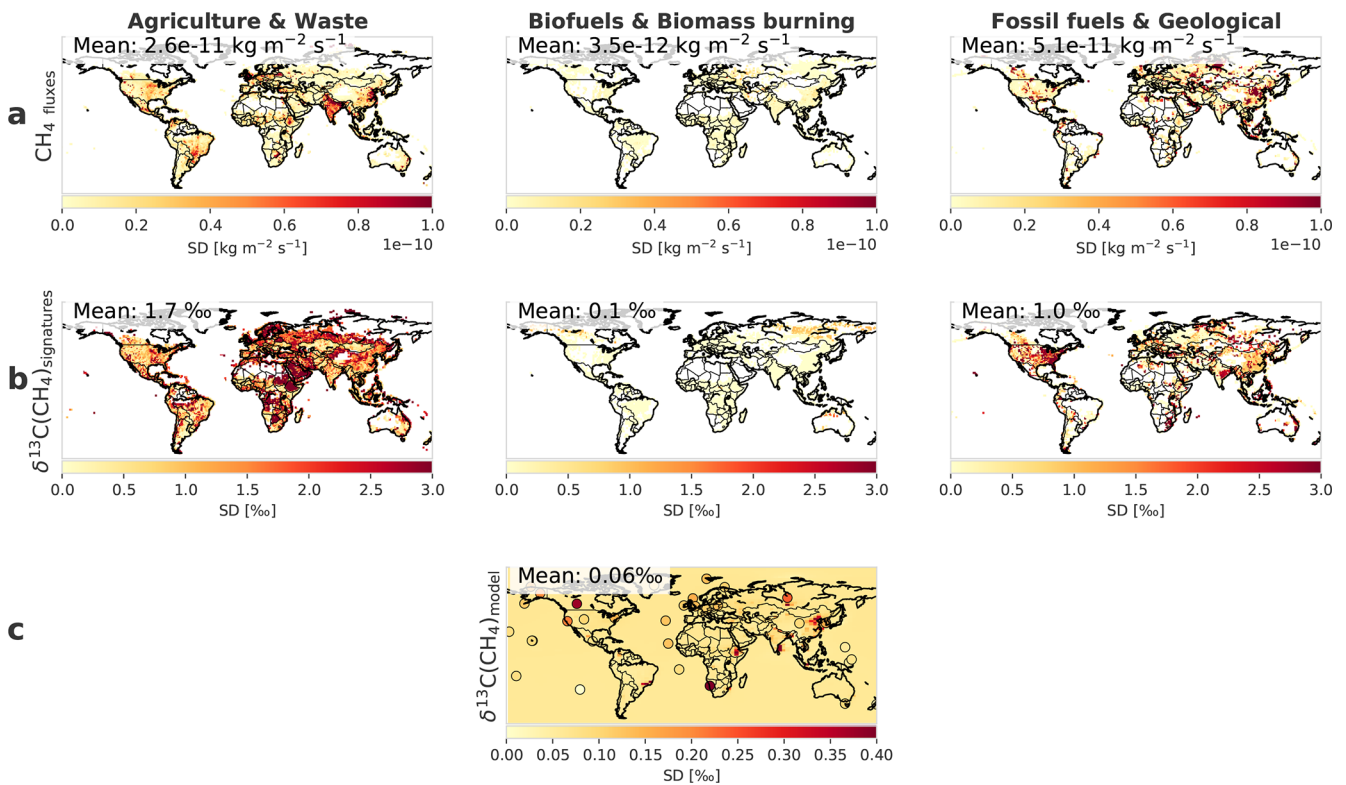 Agriculture & Waste
Biofuels & Biomass burning
Fossil fuels & Geological
a
CH₄ fluxes
Mean: 2.6e-11 kg m⁻² s⁻¹
Mean: 3.5e-12 kg m⁻² s⁻¹
Mean: 5.1e-11 kg m⁻² s⁻¹
0.0 0.2 0.4 0.6 0.8 1.0
0.0 0.2 0.4 0.6 0.8 1.0
0.0 0.2 0.4 0.6 0.8 1.0
SD [kg m⁻² s⁻¹] 1e−10
SD [kg m⁻² s⁻¹] 1e−10
SD [kg m⁻² s⁻¹] 1e−10
b
δ¹³C(CH₄)signatures
Mean: 1.7 ‰
Mean: 0.1 ‰
Mean: 1.0 ‰
0.0 0.5 1.0 1.5 2.0 2.5 3.0
0.0 0.5 1.0 1.5 2.0 2.5 3.0
0.0 0.5 1.0 1.5 2.0 2.5 3.0
SD [‰]
SD [‰]
SD [‰]
c
δ¹³C(CH₄)model
Mean: 0.06‰
0.00 0.05 0.10 0.15 0.20 0.25 0.30 0.35 0.40
SD [‰]